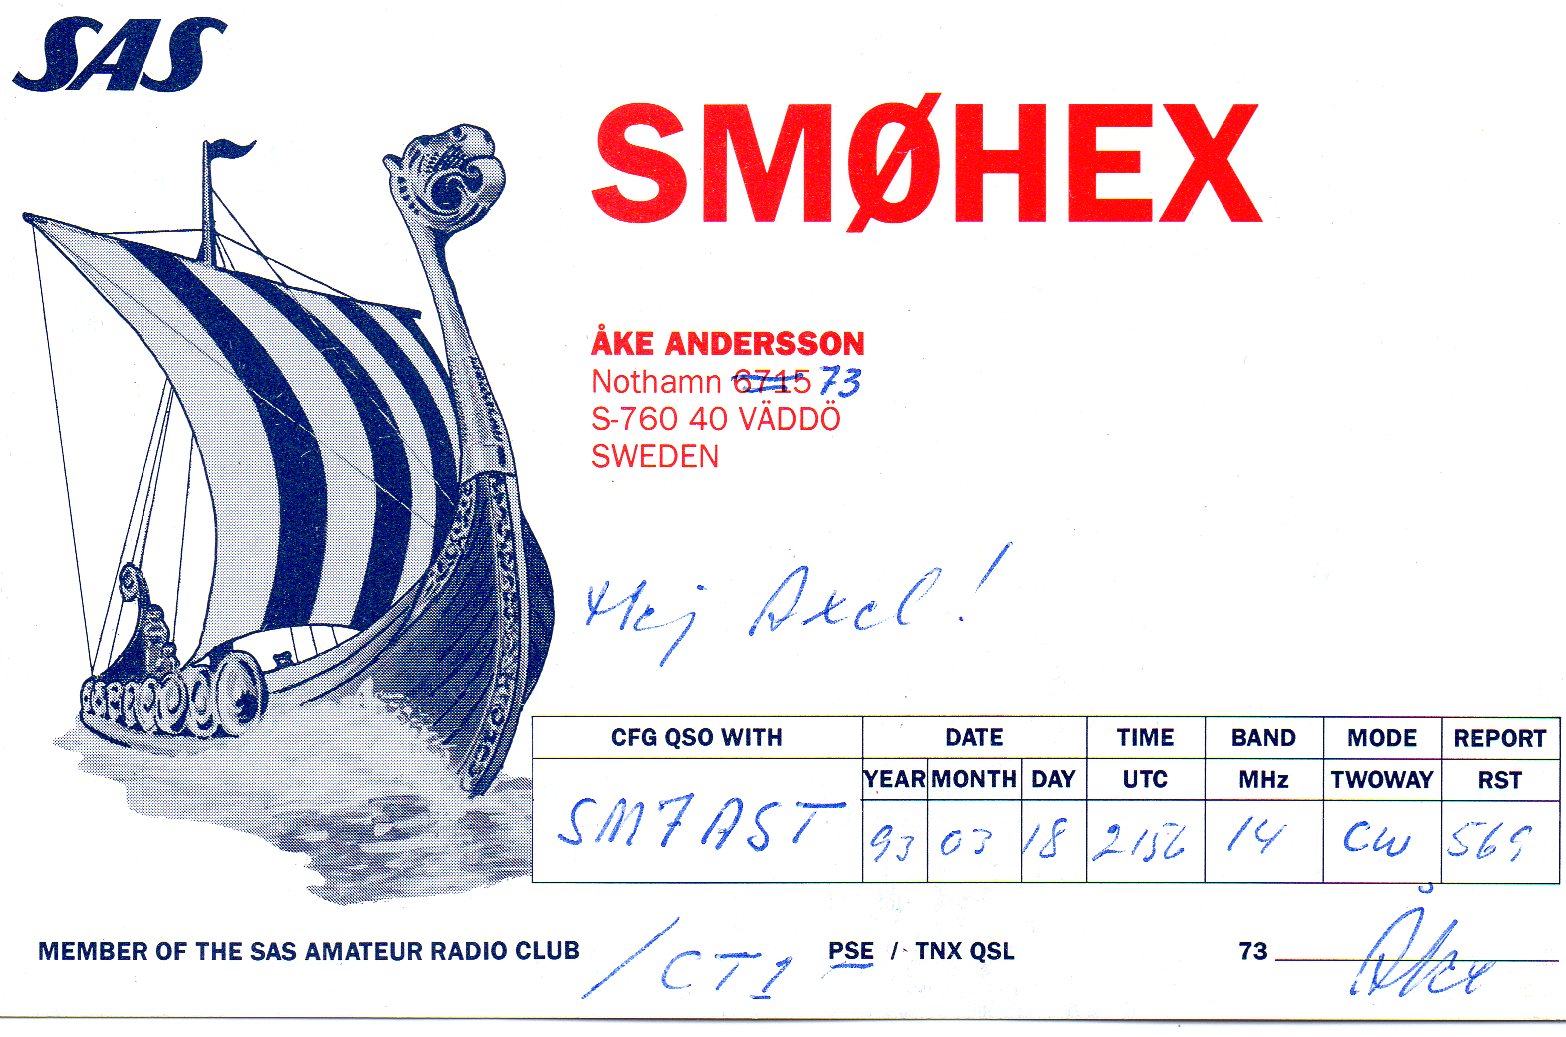 SAS
SMØHEX
ÅKE ANDERSSON
Nothamn 6715 73
S-760 40 VÄDDÖ
SWEDEN
Hej Axel!
CFG QSO WITH DATE TIME BAND MODE REPORT
YEAR MONTH DAY UTC MHz TWOWAY RST
SM7AST 93 03 18 2156 14 CW 569
MEMBER OF THE SAS AMATEUR RADIO CLUB /CT1 PSE / TNX QSL 73 Åke